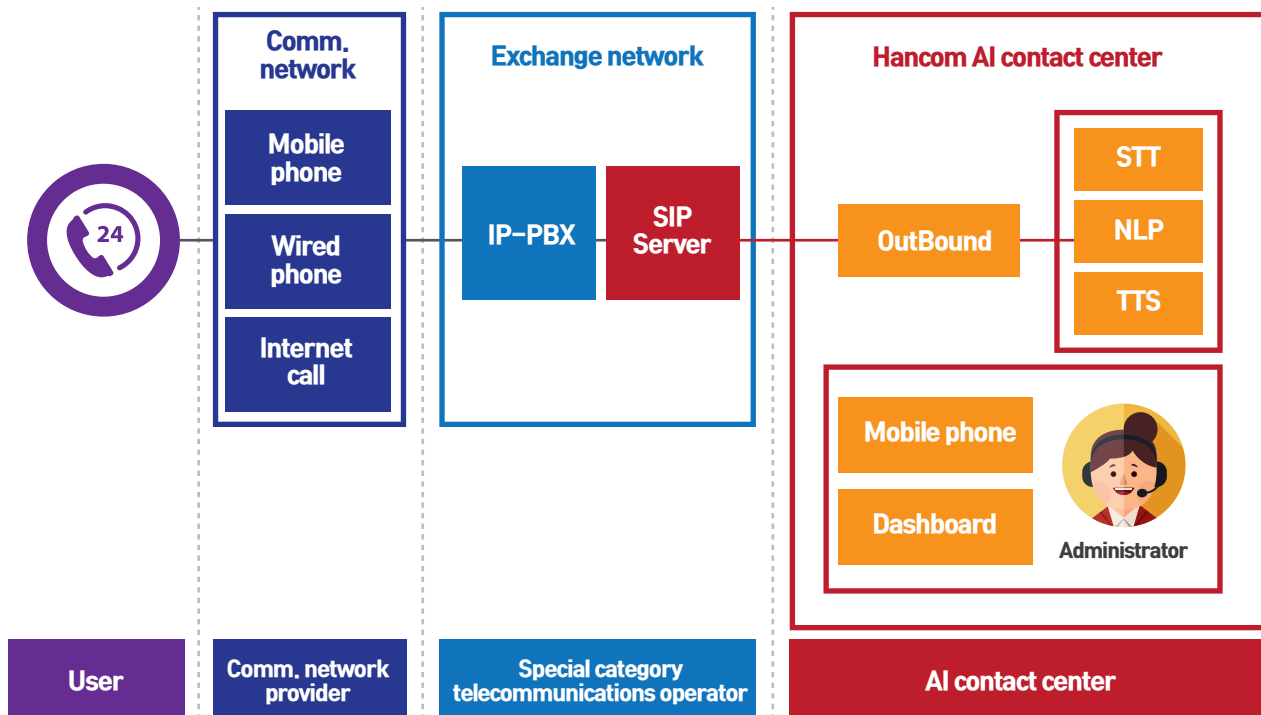 Comm.
network
Mobile
phone
Wired
phone
Internet
call
24
Exchange network
IP-PBX
SIP
Server
Hancom AI contact center
OutBound
STT
NLP
TTS
Mobile phone
Dashboard
Administrator
User
Comm. network
provider
Special category
telecommunications operator
AI contact center